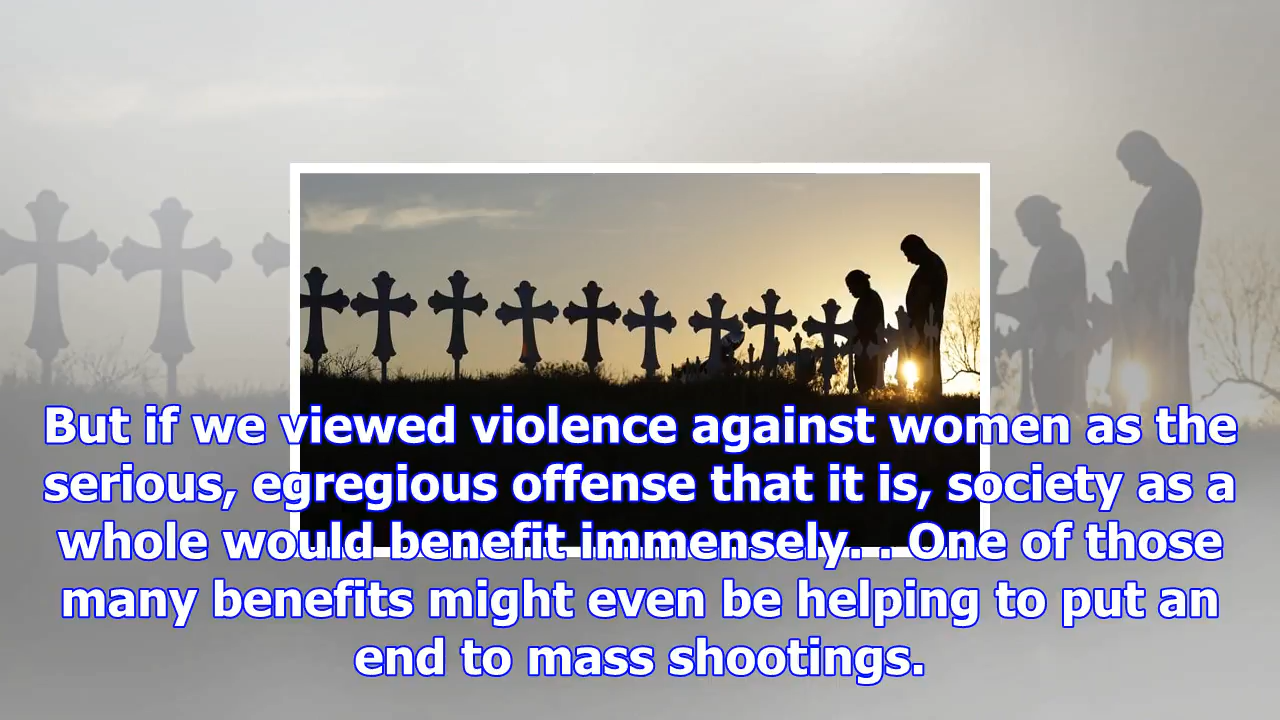 But if we viewed violence against women as the
serious, egregious offense that it is, society as a
whole would benefit immensely. . One of those
many benefits might even be helping to put an
end to mass shootings.